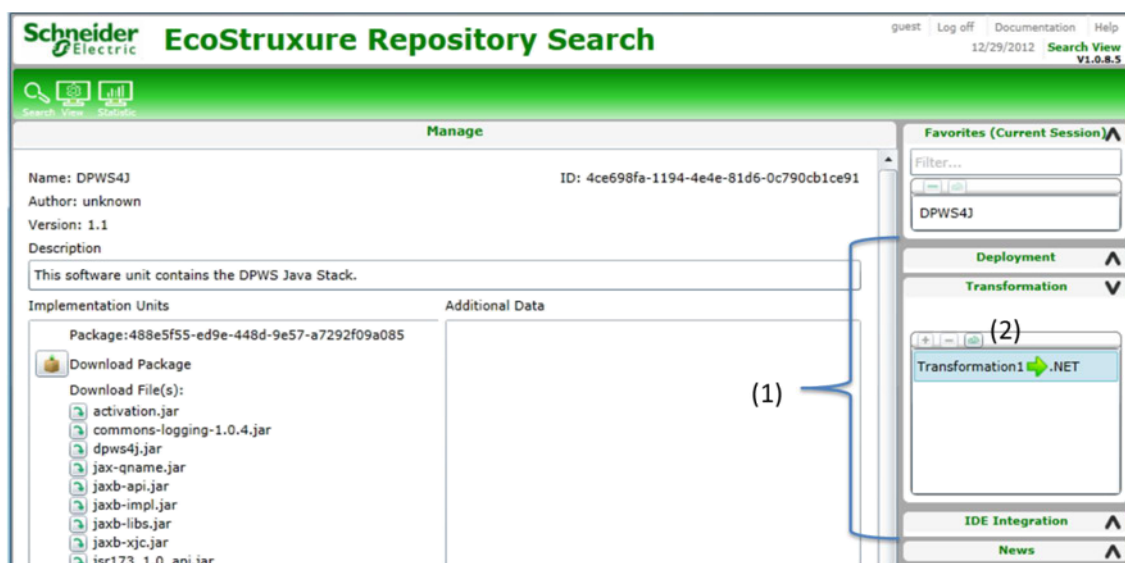 Schneider Electric
EcoStruxure Repository Search
guest Log off Documentation Help
12/29/2012 Search View
V1.0.8.5
Search View Statistic
Manage
Name: DPWS4J ID: 4ce698fa-1194-4e4e-81d6-0c790cb1ce91
Author: unknown
Version: 1.1
Description
This software unit contains the DPWS Java Stack.
Implementation Units Additional Data
Package:488e5f55-ed9e-448d-9e57-a7292f09a085
Download Package
Download File(s):
activation.jar
commons-logging-1.0.4.jar
dpws4j.jar
jax-qname.jar
jaxb-api.jar
jaxb-impl.jar
jaxb-libs.jar
jaxb-xjc.jar
jsr173_1.0_api.jar
(1)
Favorites (Current Session)
Filter...
DPWS4J
Deployment
Transformation
(2)
Transformation1 .NET
IDE Integration
News